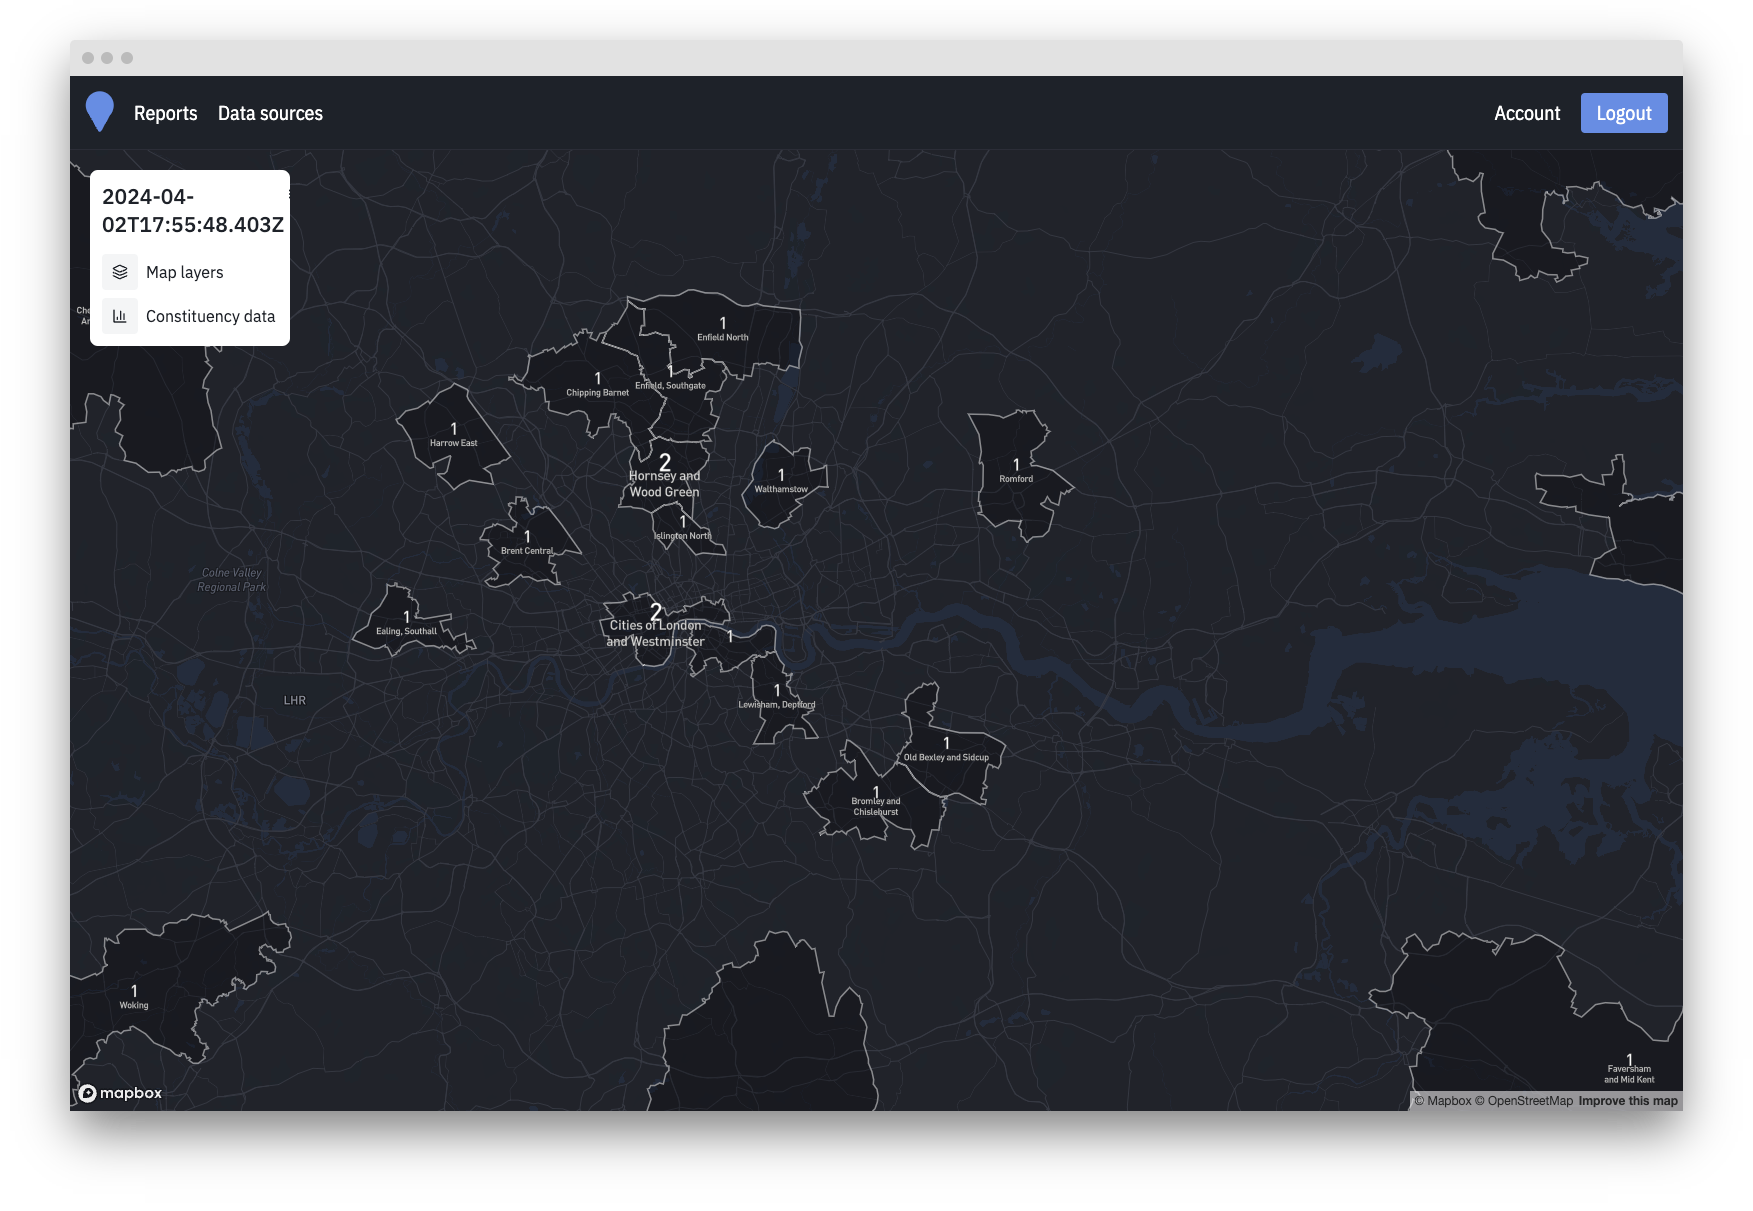 Reports
Data sources
Account
Logout
2024-04-
02T17:55:48.403Z
Map layers
Constituency data
1
Enfield North
1
Chipping Barnet
1
Enfield, Southgate
1
Harrow East
2
Hornsey and
Wood Green
1
Walthamstow
1
Romford
1
Islington North
1
Brent Central
Colne Valley
Regional Park
1
Ealing, Southall
2
Cities of London
and Westminster
1
LHR
1
Lewisham, Deptford
1
Old Bexley and Sidcup
1
Bromley and
Chislehurst
1
Woking
1
Faversham
and Mid Kent
mapbox
© Mapbox © OpenStreetMap Improve this map